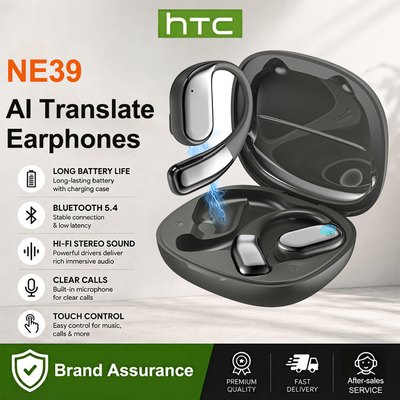 hTC
NE39
AI Translate
Earphones
LONG BATTERY LIFE
Long-lasting battery
with charging case
BLUETOOTH 5.4
Stable connection
& low latency
HI-FI STEREO SOUND
Powerful drivers deliver
rich immersive audio
CLEAR CALLS
Built-in microphone
for clear calls
TOUCH CONTROL
Easy control for music,
calls & more
Brand Assurance
PREMIUM
QUALITY
FAST
DELIVERY
After-sales
SERVICE